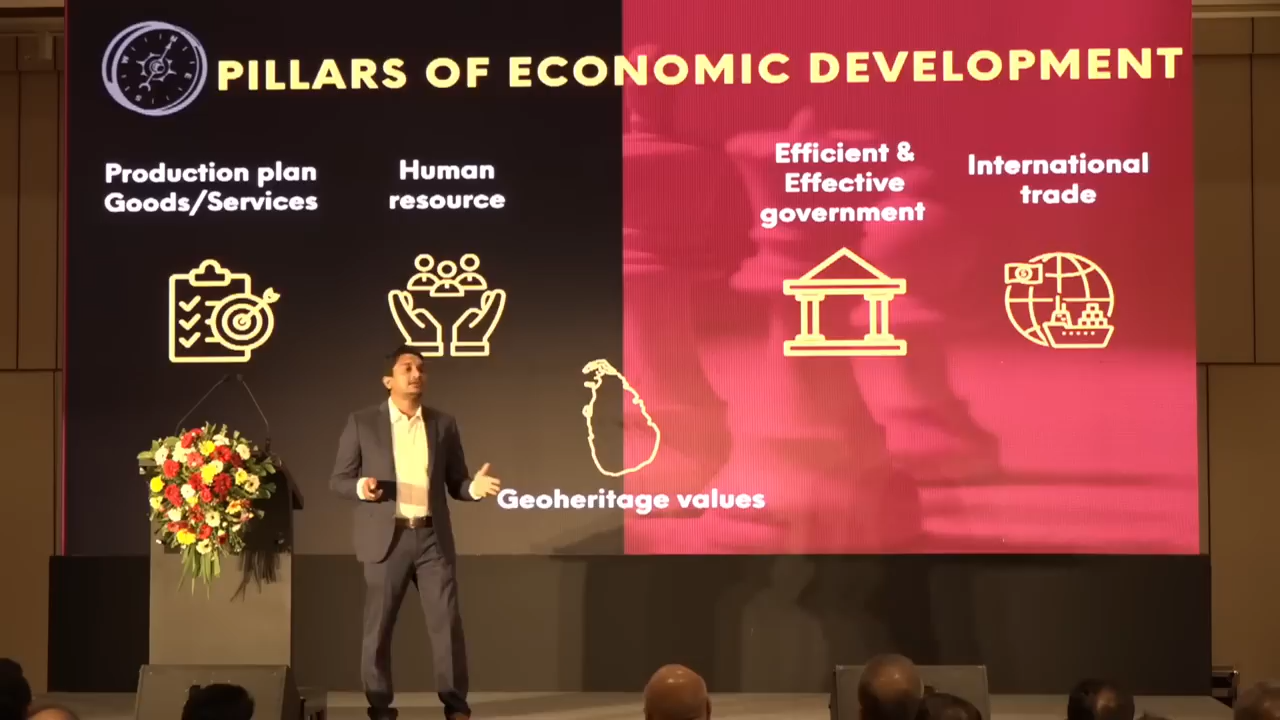 PILLARS OF ECONOMIC DEVELOPMENT
Production plan
Goods/Services
Human
resource
Efficient &
Effective
government
International
trade
Geoheritage values